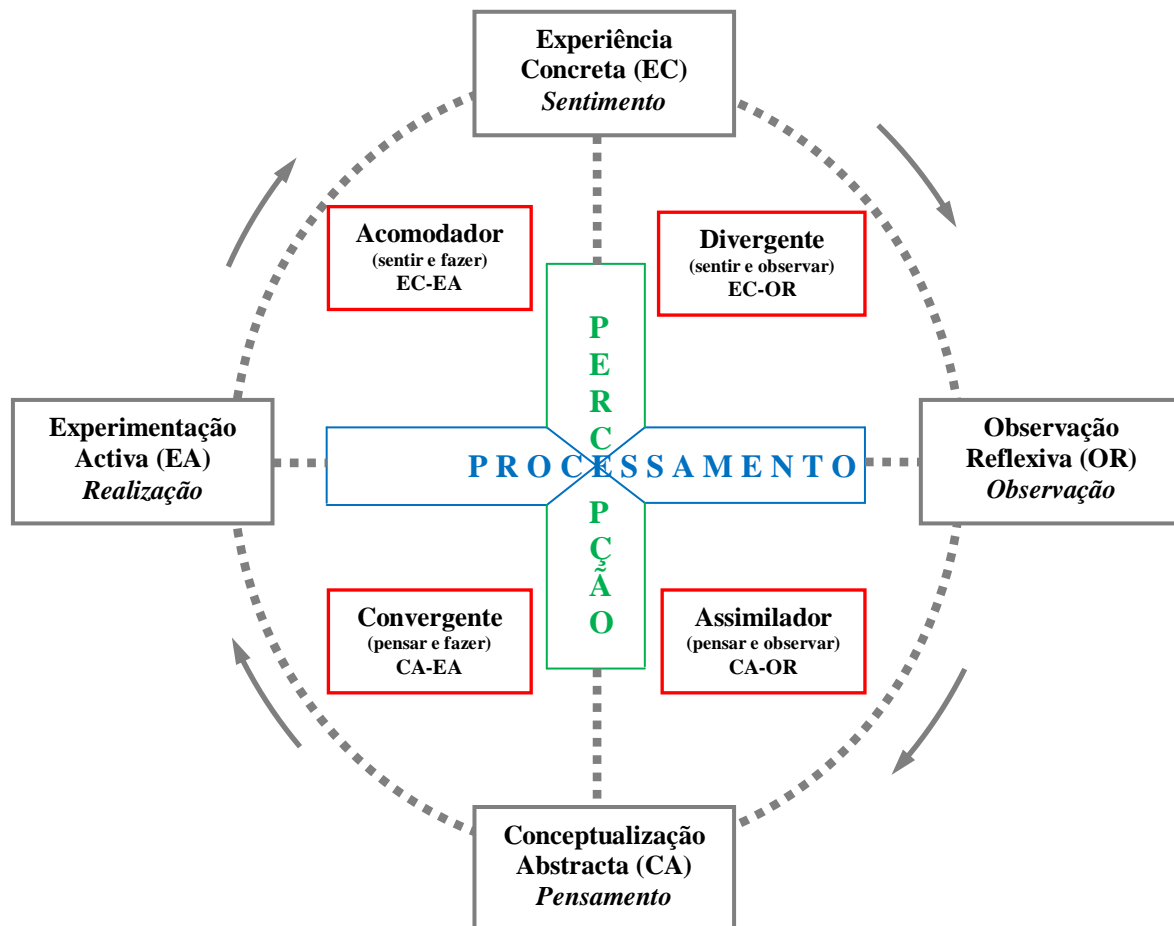 Experiência
Concreta (EC)
Sentimento
Acomodador
(sentir e fazer)
EC-EA
Divergente
(sentir e observar)
EC-OR
PERCEPÇÃO
Experimentação
Activa (EA)
Realização
PROCESSAMENTO
Observação
Reflexiva (OR)
Observação
Convergente
(pensar e fazer)
CA-EA
Assimilador
(pensar e observar)
CA-OR
Conceptualização
Abstracta (CA)
Pensamento